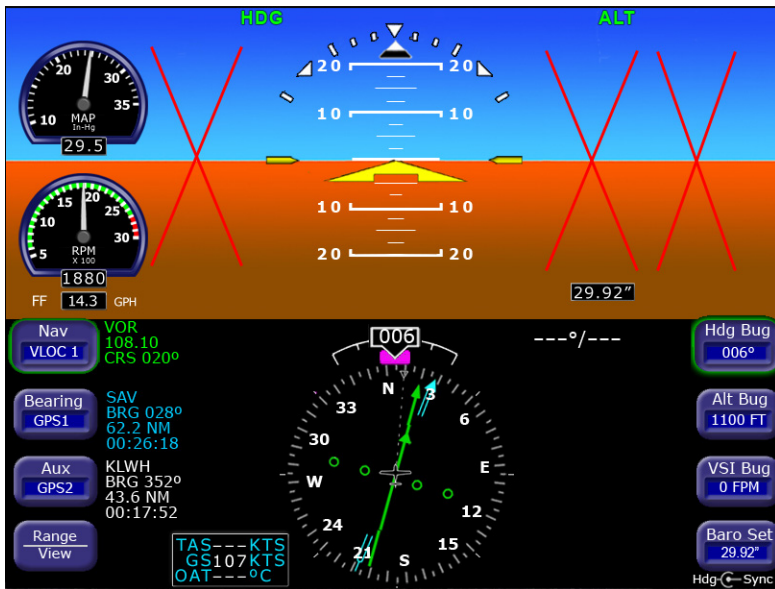 HDG
ALT
20
30
10
35
MAP
In-Hg
29.5
20 20
10 10
10 10
20 20
15
20
10
25
5
30
RPM
X 100
1880
FF 14.3 GPH
29.92"
Nav
VLOC 1
VOR
108.10
CRS 020º
006
---°/---
Hdg Bug
006º
Bearing
GPS1
SAV
BRG 028º
62.2 NM
00:26:18
Alt Bug
1100 FT
Aux
GPS2
KLWH
BRG 352º
43.6 NM
00:17:52
VSI Bug
0 FPM
N
3
33
6
30
W
E
24
12
21
S
15
Range
View
TAS---KTS
GS107KTS
OAT---ºC
Baro Set
29.92"
Hdg Sync